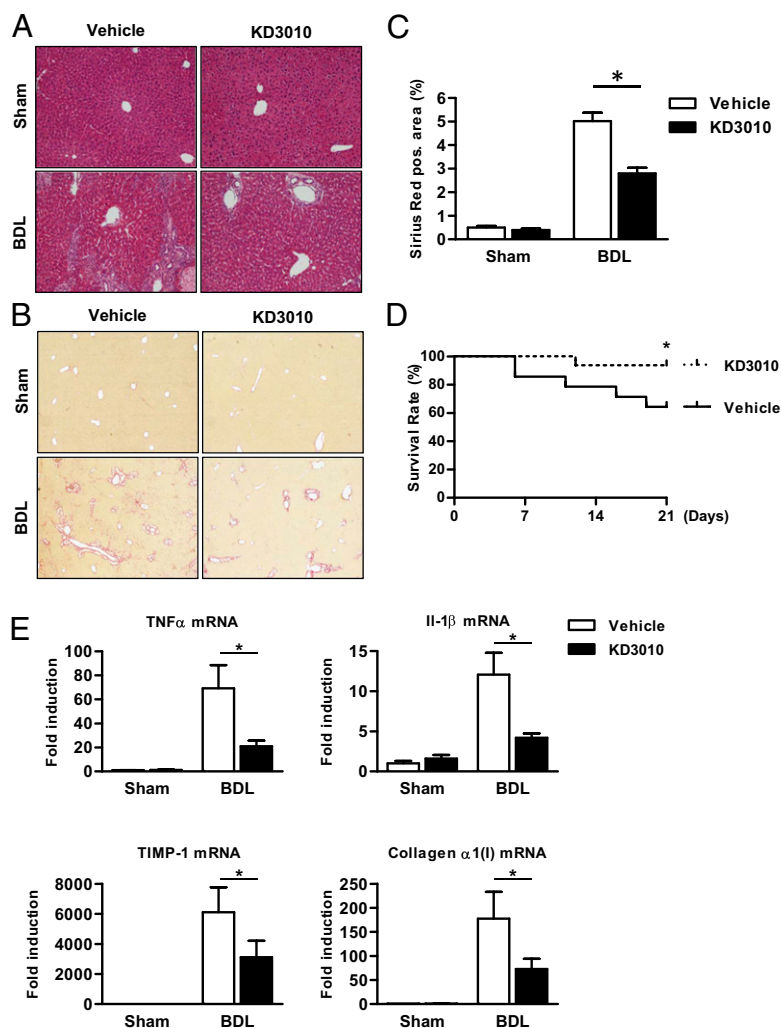 A
Vehicle KD3010
Sham
BDL
B
Vehicle KD3010
Sham
BDL
C
*
Sirius Red pos. area (%)
6
5
4
3
2
1
0
Sham BDL
Vehicle
KD3010
D
Survival Rate (%)
100
80
60
40
20
0
0 7 14 21 (Days)
*
KD3010
Vehicle
E
TNFα mRNA
Fold induction
100
80
60
40
20
0
*
Sham BDL
Il-1β mRNA
Fold induction
15
10
5
0
*
Sham BDL
Vehicle
KD3010
TIMP-1 mRNA
Fold induction
8000
6000
4000
2000
0
*
Sham BDL
Collagen α1(I) mRNA
Fold induction
250
200
150
100
50
0
*
Sham BDL